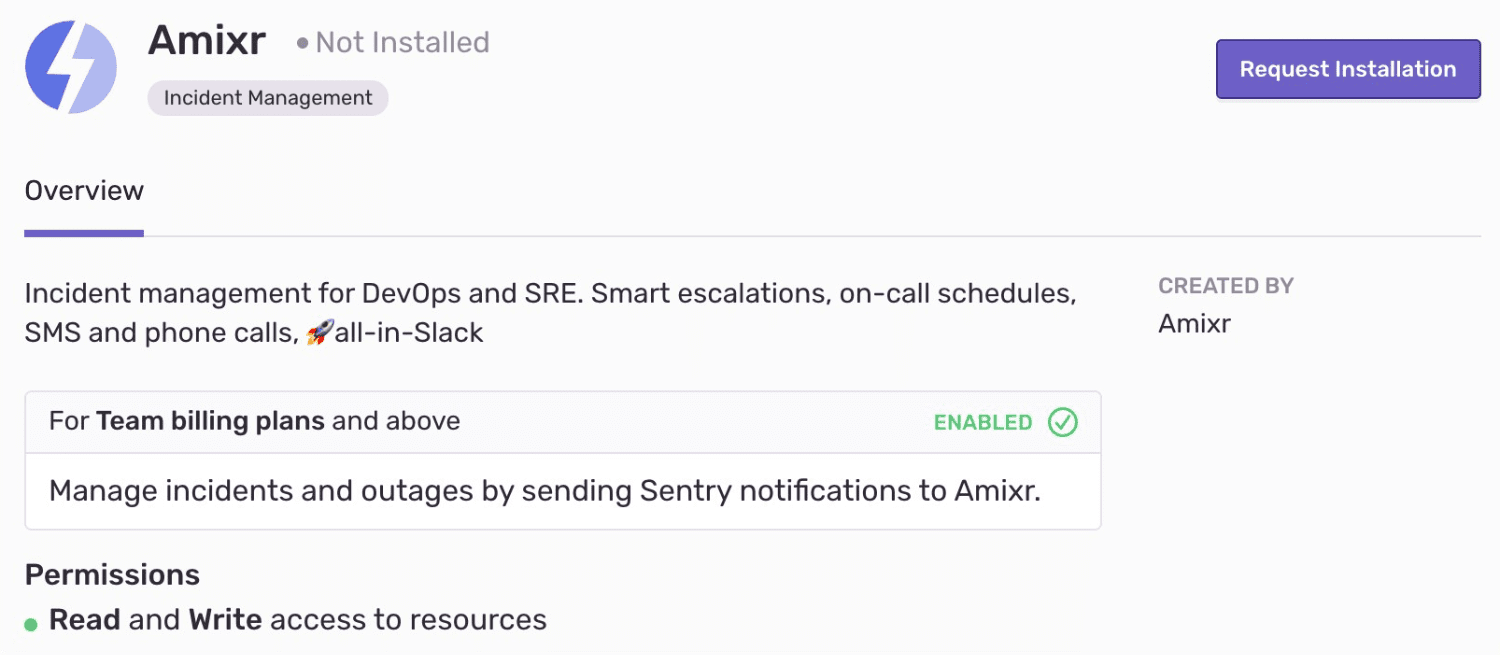 Amixr
Not Installed
Incident Management
Request Installation
Overview
Incident management for DevOps and SRE. Smart escalations, on-call schedules,
SMS and phone calls, 🚀all-in-Slack
CREATED BY
Amixr
For Team billing plans and above
ENABLED
Manage incidents and outages by sending Sentry notifications to Amixr.
Permissions
Read and Write access to resources